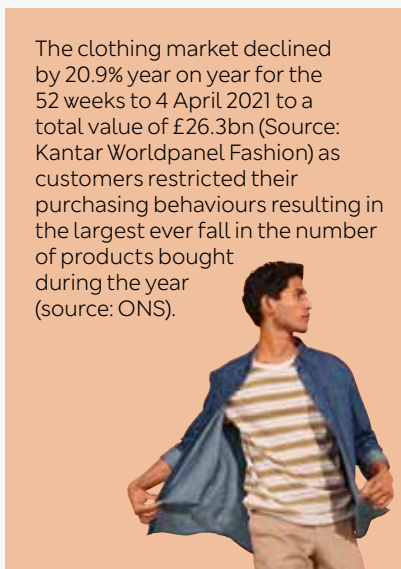 The clothing market declined
by 20.9% year on year for the
52 weeks to 4 April 2021 to a
total value of £26.3bn (Source:
Kantar Worldpanel Fashion) as
customers restricted their
purchasing behaviours resulting in
the largest ever fall in the number
of products bought
during the year
(source: ONS).